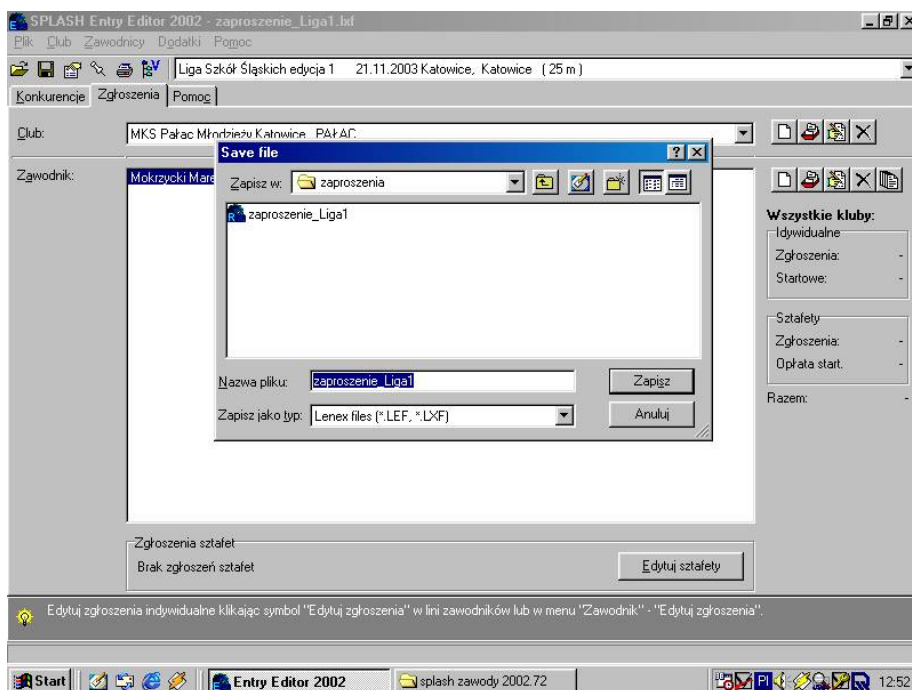 SPLASH Entry Editor 2002 - zaproszenie_Liga1.lxf
Plik Club Zawodnicy Dodatki Pomoc
Liga Szkół Śląskich edycja 1 21.11.2003 Katowice, Katowice ( 25 m )
Konkurencje Zgłoszenia Pomoc
Club: MKS Pałac Młodzieży Katowice PAŁAC
Save file
Zawodnik: Mokrzycki Mare
Zapisz w: zaproszenia
zaproszenie_Liga1
Wszystkie kluby:
Idywidualne
Zgłoszenia: -
Startowe: -
Sztafety
Zgłoszenia: -
Opłata start. -
Razem: -
Nazwa pliku: zaproszenie_Liga1 Zapisz
Zapisz jako typ: Lenex files (*.LEF, *.LXF) Anuluj
Zgłoszenia sztafet
Brak zgłoszeń sztafet Edytuj sztafety
Edytuj zgłoszenia indywidualne klikając symbol "Edytuj zgłoszenia" w lini zawodników lub w menu "Zawodnik" - "Edytuj zgłoszenia".
Start Entry Editor 2002 splash zawody 2002.72 Pl 12:52